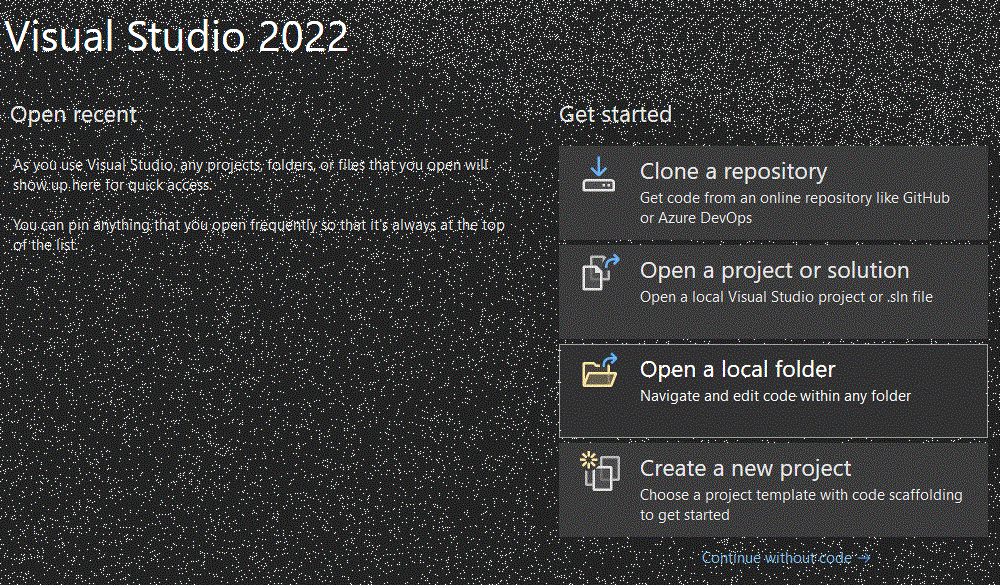 Visual Studio 2022
Open recent
As you use Visual Studio, any projects, folders, or files that you open will
show up here for quick access.
You can pin anything that you open frequently so that it's always at the top
of the list.
Get started
Clone a repository
Get code from an online repository like GitHub
or Azure DevOps
Open a project or solution
Open a local Visual Studio project or .sln file
Open a local folder
Navigate and edit code within any folder
Create a new project
Choose a project template with code scaffolding
to get started
Continue without code →